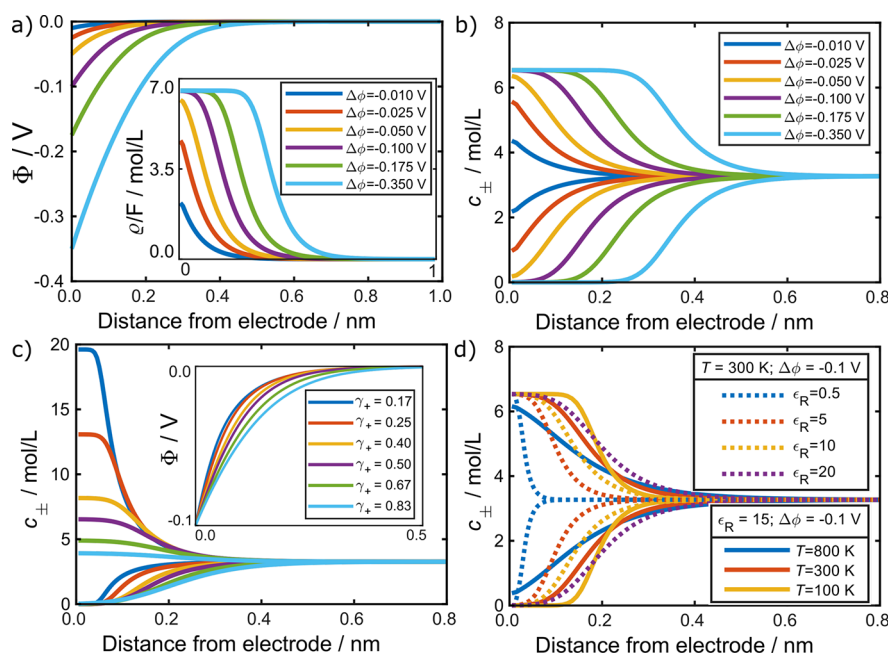 a)
Φ / V
0.0
-0.1
-0.2
-0.3
-0.4
0.0 0.2 0.4 0.6 0.8 1.0
Distance from electrode / nm
ϱ/F / mol/L
7.0
3.5
0.0
0 1
Δϕ=-0.010 V
Δϕ=-0.025 V
Δϕ=-0.050 V
Δϕ=-0.100 V
Δϕ=-0.175 V
Δϕ=-0.350 V
b)
c± / mol/L
8
6
4
2
0
0 0.2 0.4 0.6 0.8
Distance from electrode / nm
Δϕ=-0.010 V
Δϕ=-0.025 V
Δϕ=-0.050 V
Δϕ=-0.100 V
Δϕ=-0.175 V
Δϕ=-0.350 V
c)
c± / mol/L
20
15
10
5
0
0 0.2 0.4 0.6 0.8
Distance from electrode / nm
Φ / V
0.0
-0.1
0.0 0.5
γ+ = 0.17
γ+ = 0.25
γ+ = 0.40
γ+ = 0.50
γ+ = 0.67
γ+ = 0.83
d)
c± / mol/L
8
6
4
2
0
0 0.2 0.4 0.6 0.8
Distance from electrode / nm
T = 300 K; Δϕ = -0.1 V
ϵR=0.5
ϵR=5
ϵR=10
ϵR=20
ϵR = 15; Δϕ = -0.1 V
T=800 K
T=300 K
T=100 K